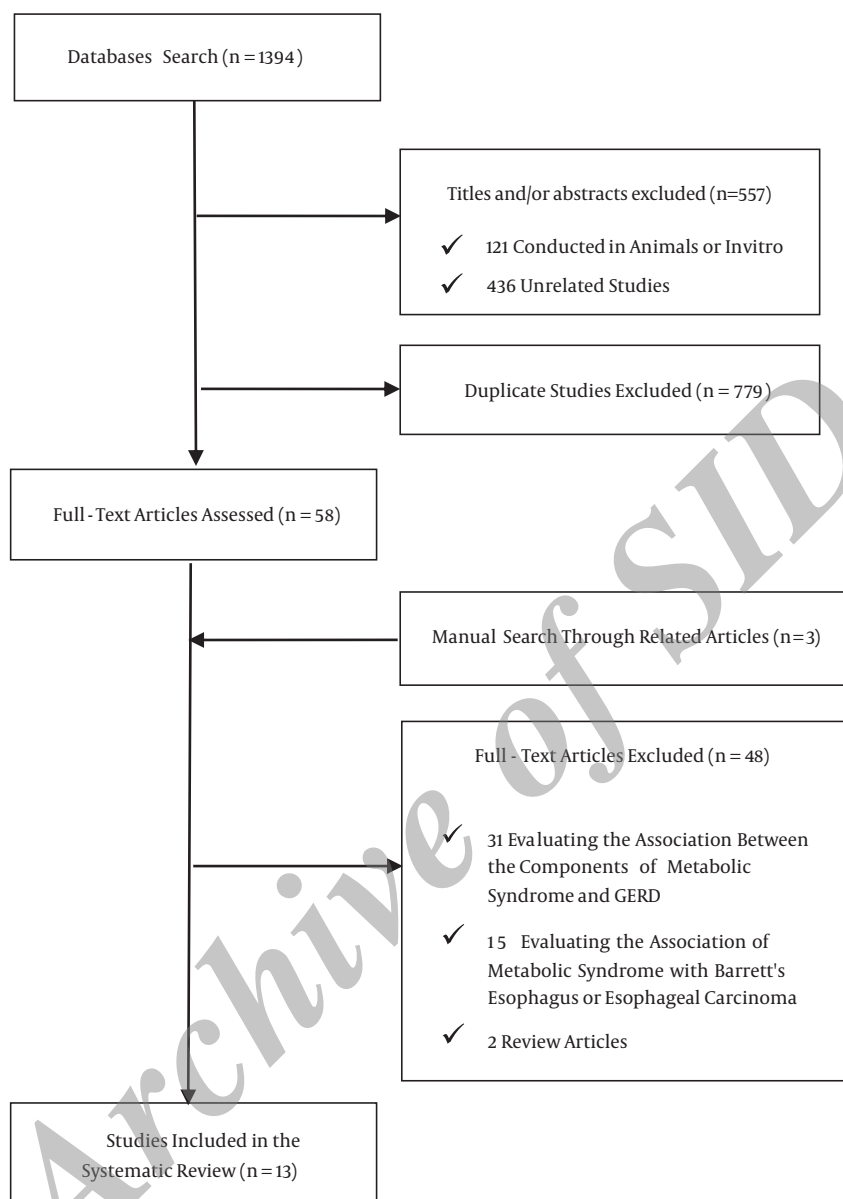 Databases Search (n = 1394)
Titles and/or abstracts excluded (n=557)
✓ 121 Conducted in Animals or Invitro
✓ 436 Unrelated Studies
Duplicate Studies Excluded (n = 779)
Full - Text Articles Assessed (n = 58)
Manual Search Through Related Articles (n=3)
Full - Text Articles Excluded (n = 48)
✓ 31 Evaluating the Association Between
the Components of Metabolic
Syndrome and GERD
✓ 15 Evaluating the Association of
Metabolic Syndrome with Barrett's
Esophagus or Esophageal Carcinoma
✓ 2 Review Articles
Studies Included in the
Systematic Review (n = 13)
Archive of SID